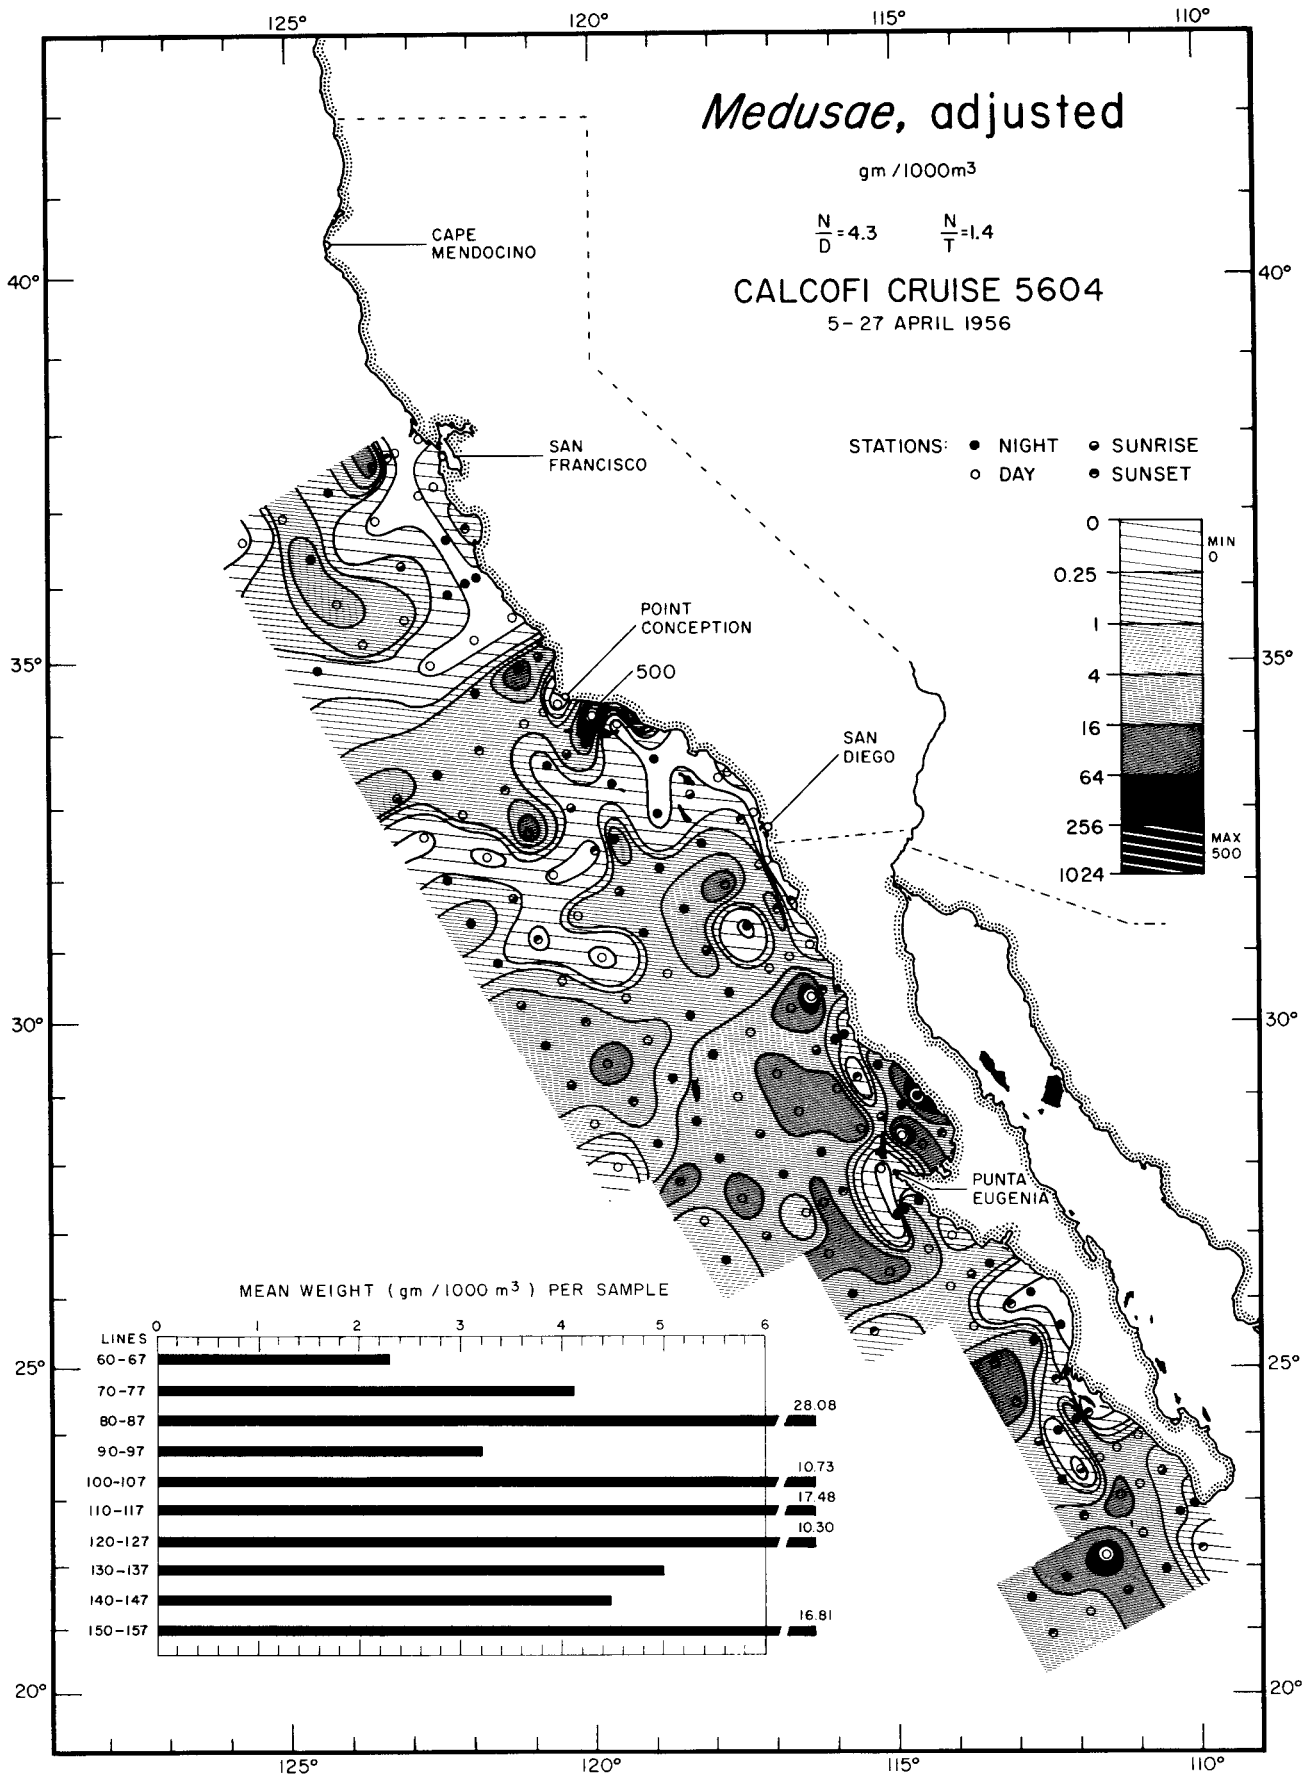 125°
120°
115°
110°
Medusae, adjusted
gm/1000m³
N/D=4.3 N/T=1.4
CALCOFI CRUISE 5604
5-27 APRIL 1956
CAPE
MENDOCINO
40°
40°
STATIONS: NIGHT SUNRISE
DAY SUNSET
SAN
FRANCISCO
0
MIN
0
0.25
1
4
16
64
256
MAX
500
1024
POINT
CONCEPTION
500
35°
35°
SAN
DIEGO
30°
30°
PUNTA
EUGENIA
MEAN WEIGHT (gm/1000 m³) PER SAMPLE
LINES
0 1 2 3 4 5 6
60-67
70-77
80-87 28.08
90-97
100-107 10.73
110-117 17.48
120-127 10.30
130-137
140-147
150-157 16.81
25°
25°
20°
20°
125°
120°
115°
110°